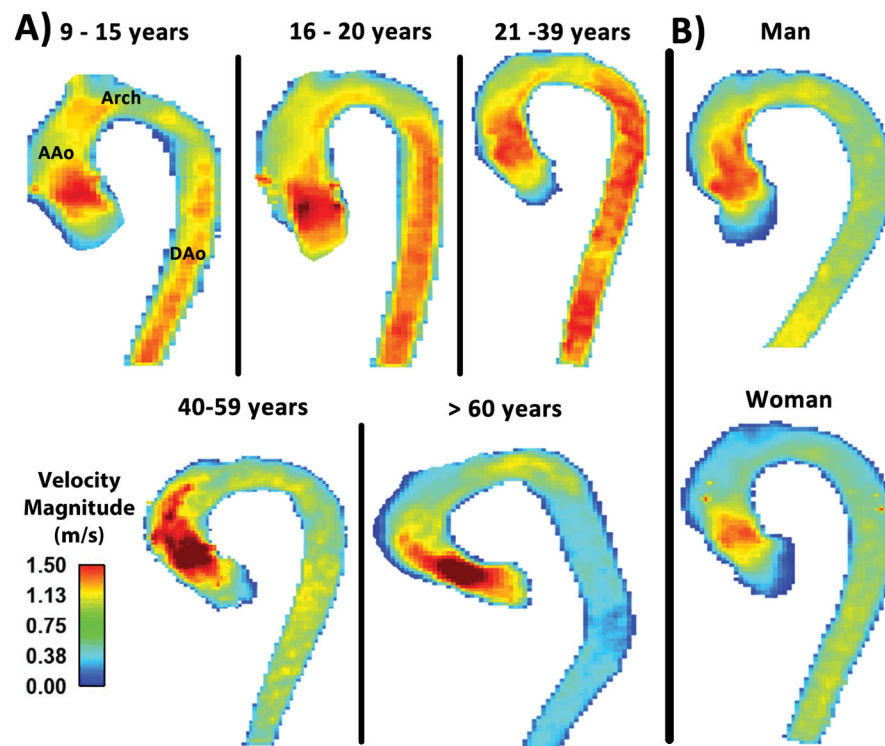 A) 9 - 15 years
16 - 20 years
21 -39 years
B) Man
Arch
AAo
DAo
40-59 years
> 60 years
Woman
Velocity
Magnitude
(m/s)
1.50
1.13
0.75
0.38
0.00